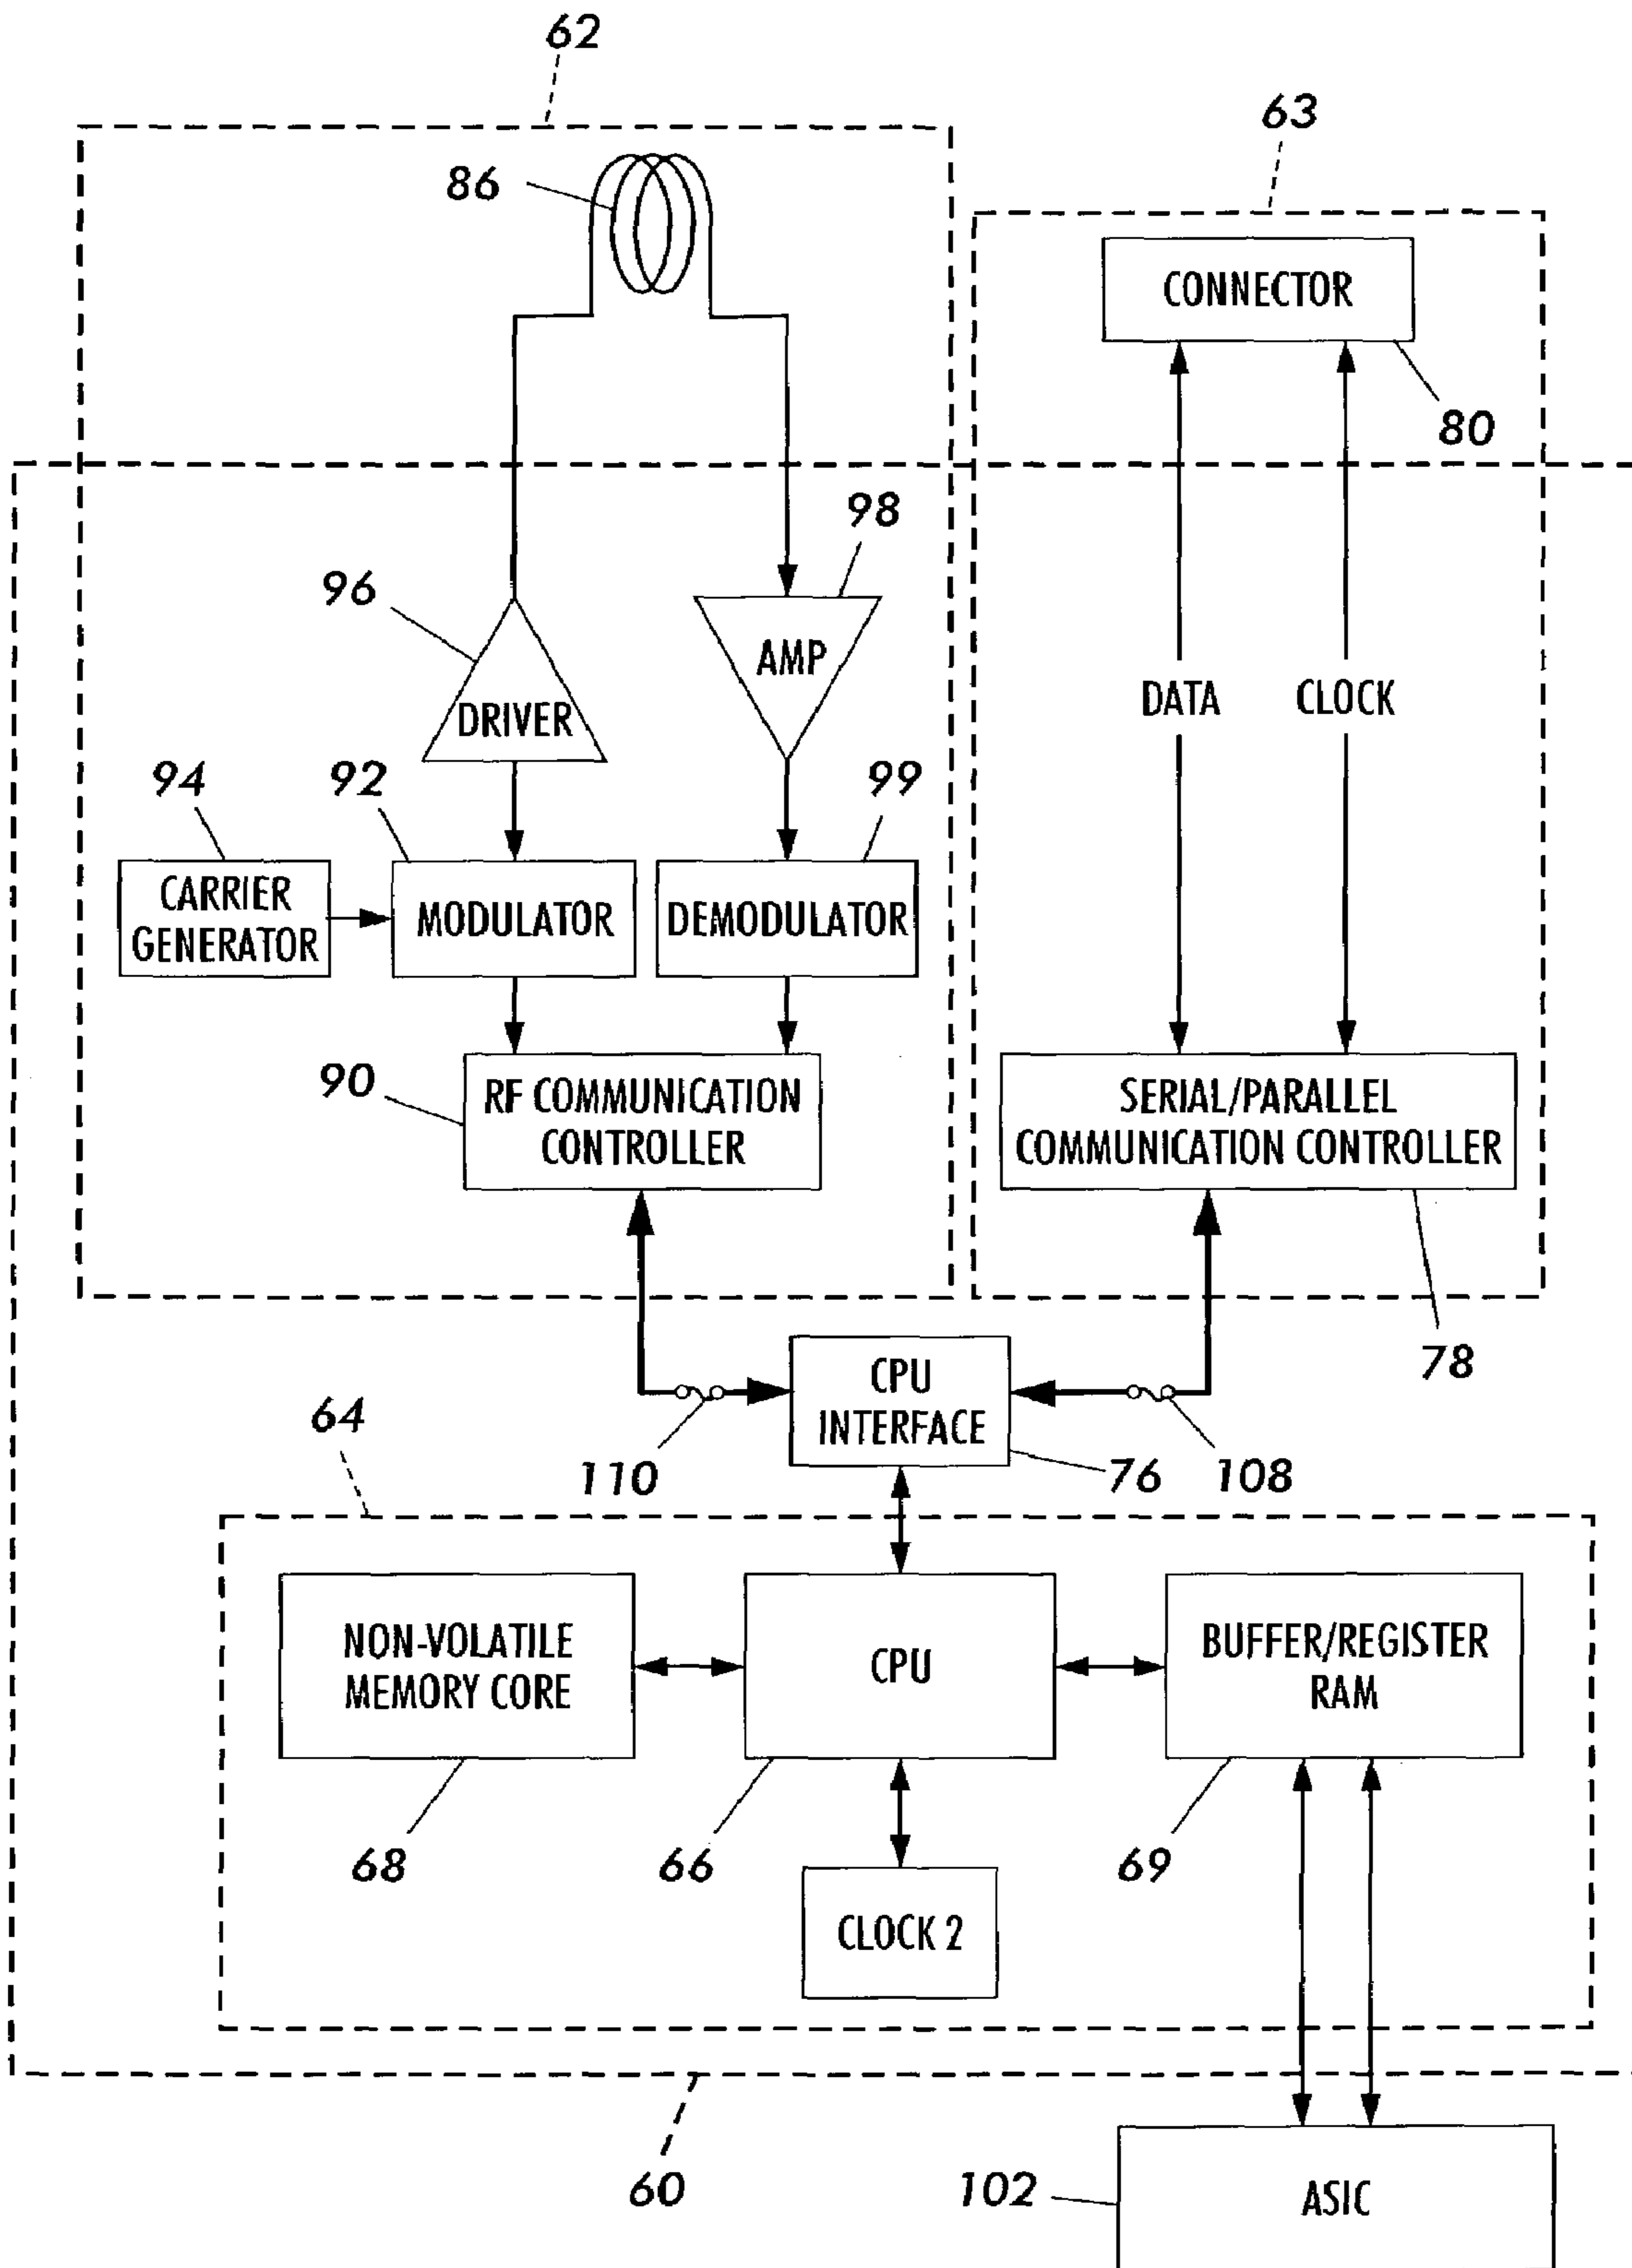 62
63
86
CONNECTOR
80
98
96
AMP
DATA
CLOCK
DRIVER
94
92
99
CARRIER
GENERATOR
MODULATOR
DEMODULATOR
90
RF COMMUNICATION
CONTROLLER
SERIAL/PARALLEL
COMMUNICATION CONTROLLER
78
CPU
INTERFACE
64
110
76
108
NON-VOLATILE
MEMORY CORE
CPU
BUFFER/REGISTER
RAM
68
66
69
CLOCK 2
60
102
ASIC